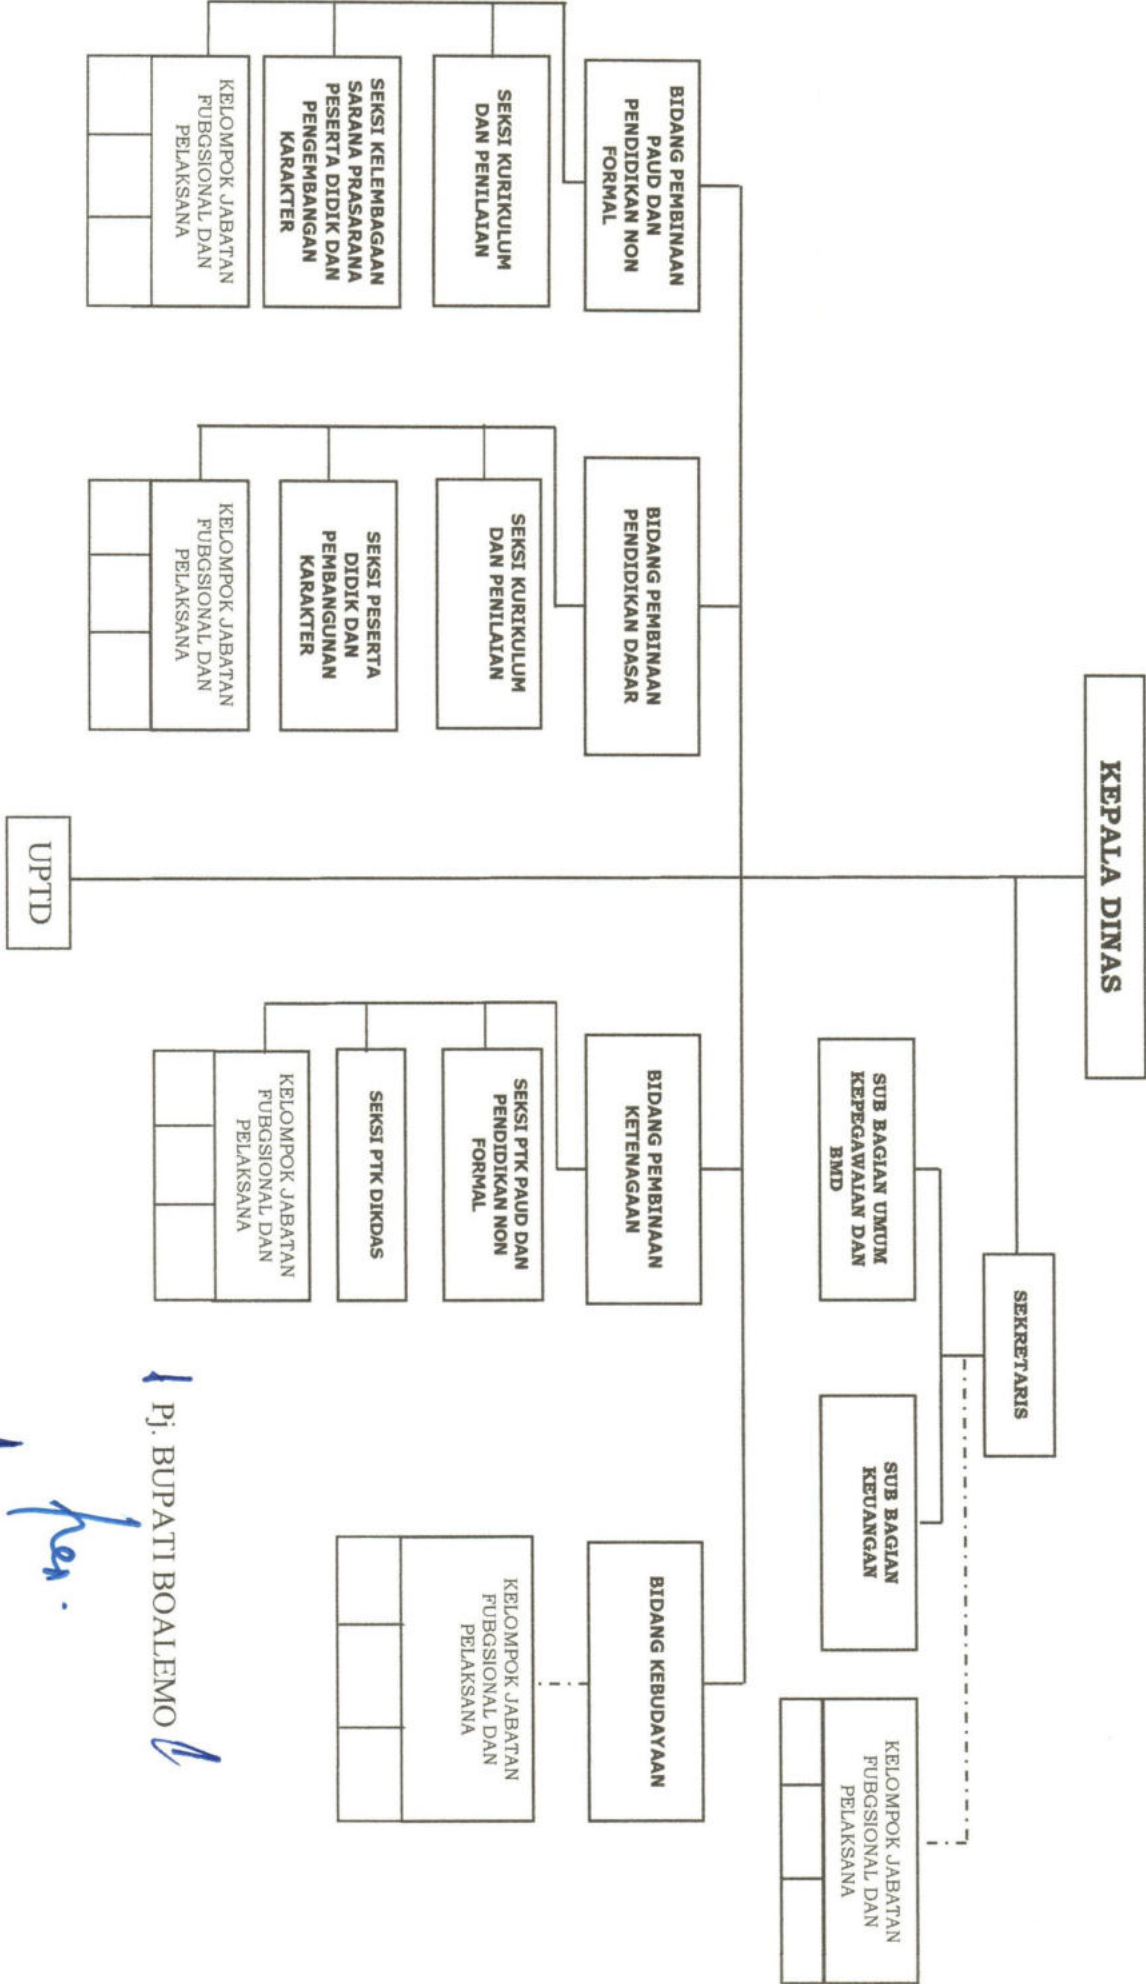 KEPALA DINAS
SEKRETARIS
SUB BAGIAN UMUM
KEPEGAWAIAN DAN
BMD
SUB BAGIAN
KEUANGAN
KELOMPOK JABATAN
FUBGSIONAL DAN
PELAKSANA
BIDANG PEMBINAAN
PAUD DAN
PENDIDIKAN NON
FORMAL
BIDANG PEMBINAAN
PENDIDIKAN DASAR
BIDANG PEMBINAAN
KETENAGAAN
BIDANG KEBUDAYAAN
SEKSI KURIKULUM
DAN PENILAIAN
SEKSI KELEMBAGAAN
SARANA PRASARANA
PESERTA DIDIK DAN
PENGEMBANGAN
KARAKTER
KELOMPOK JABATAN
FUBGSIONAL DAN
PELAKSANA
SEKSI KURIKULUM
DAN PENILAIAN
SEKSI PESERTA
DIDIK DAN
PEMBANGUNAN
KARAKTER
KELOMPOK JABATAN
FUBGSIONAL DAN
PELAKSANA
SEKSI PTK PAUD DAN
PENDIDIKAN NON
FORMAL
SEKSI PTK DIKDAS
KELOMPOK JABATAN
FUBGSIONAL DAN
PELAKSANA
KELOMPOK JABATAN
FUBGSIONAL DAN
PELAKSANA
UPTD
Pj. BUPATI BOALEMO